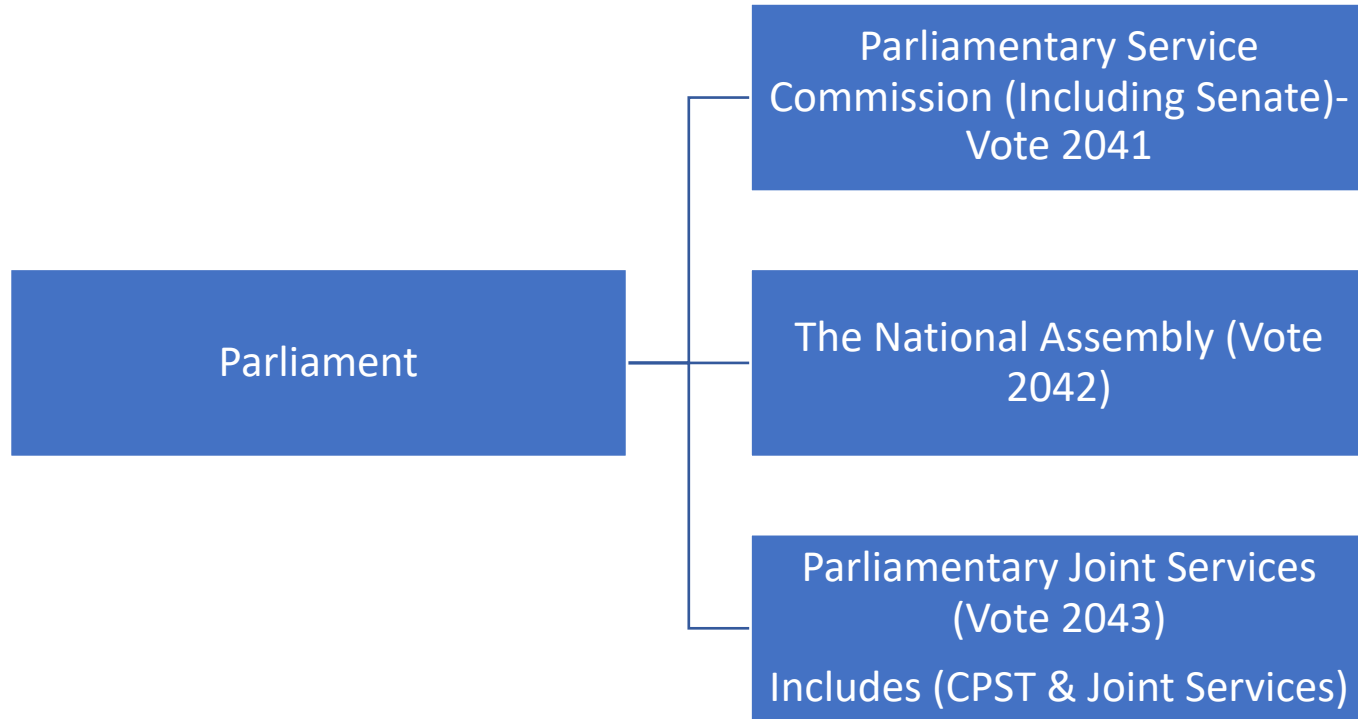 Parliament
Parliamentary Service
Commission (Including Senate)-
Vote 2041
The National Assembly (Vote
2042)
Parliamentary Joint Services
(Vote 2043)
Includes (CPST & Joint Services)